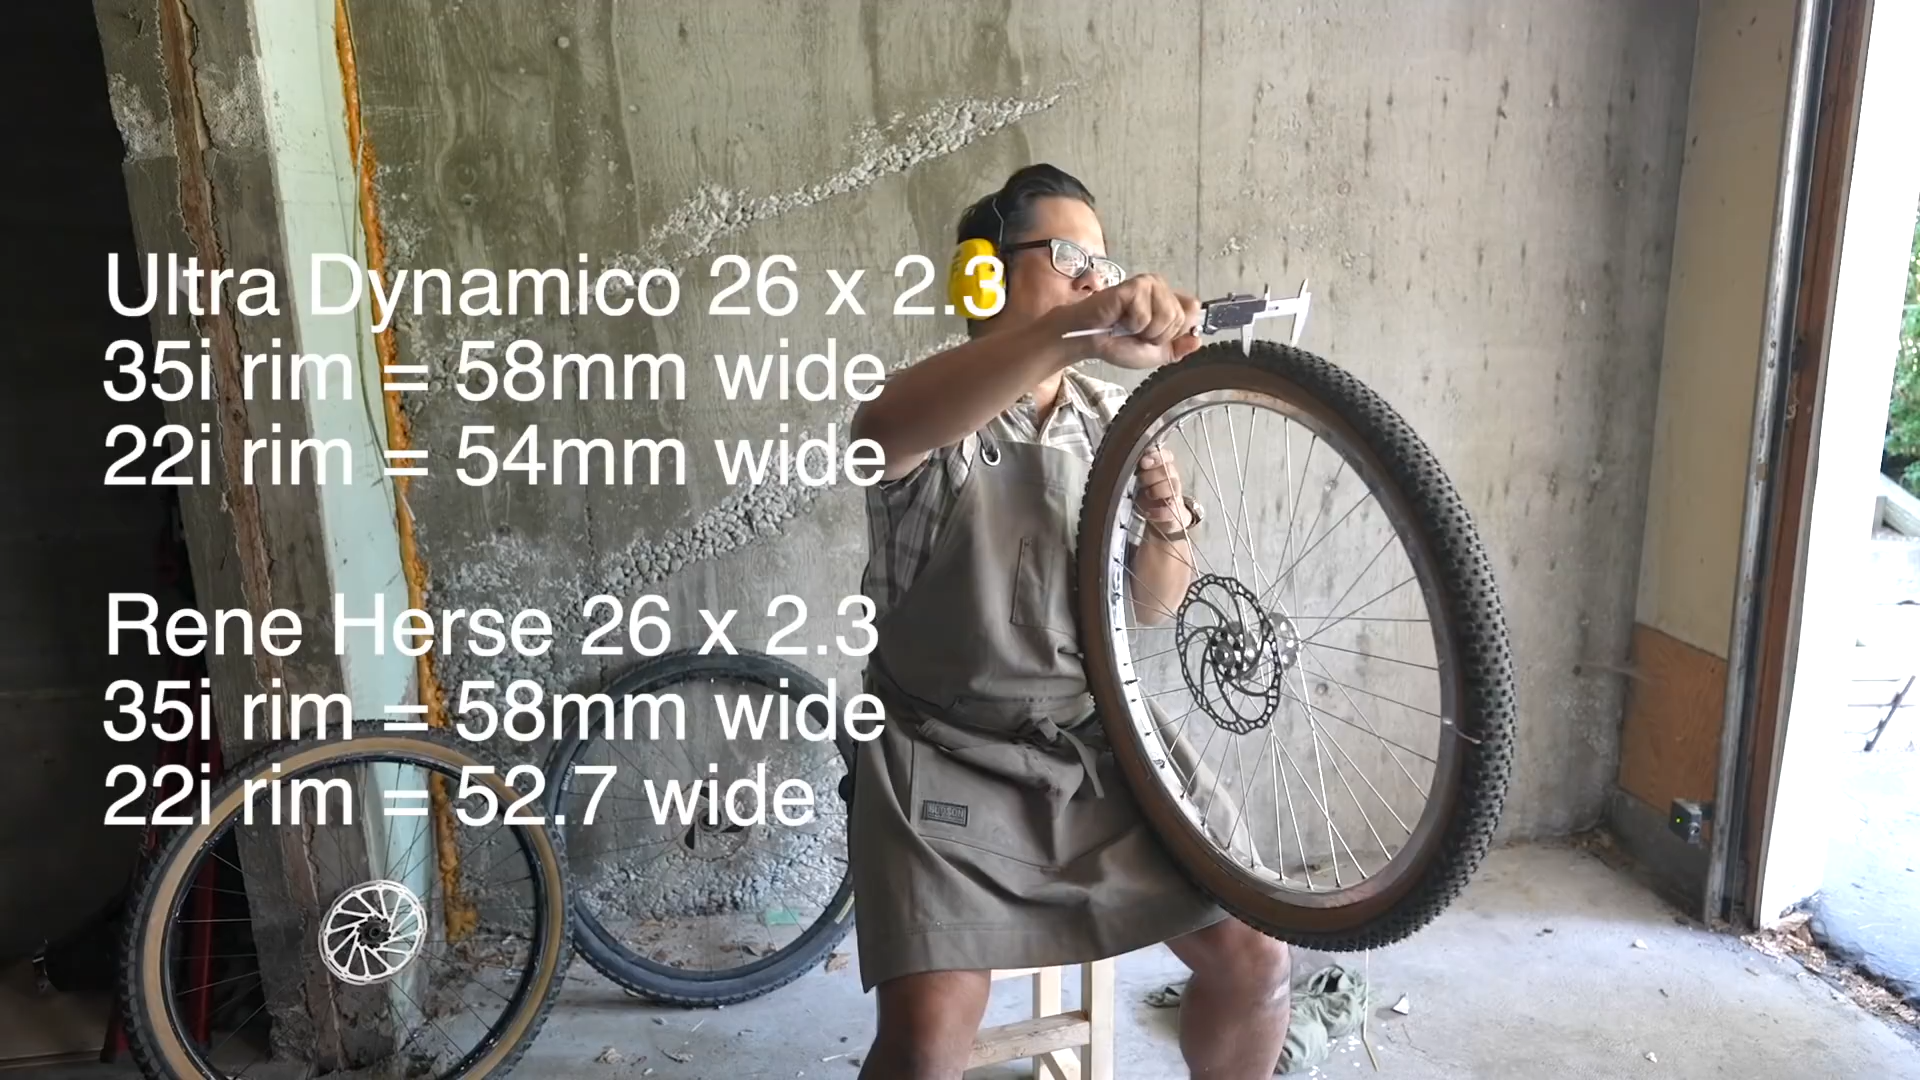 Ultra Dynamico 26 x 2.3
35i rim = 58mm wide
22i rim = 54mm wide
Rene Herse 26 x 2.3
35i rim = 58mm wide
22i rim = 52.7 wide
HUDSON